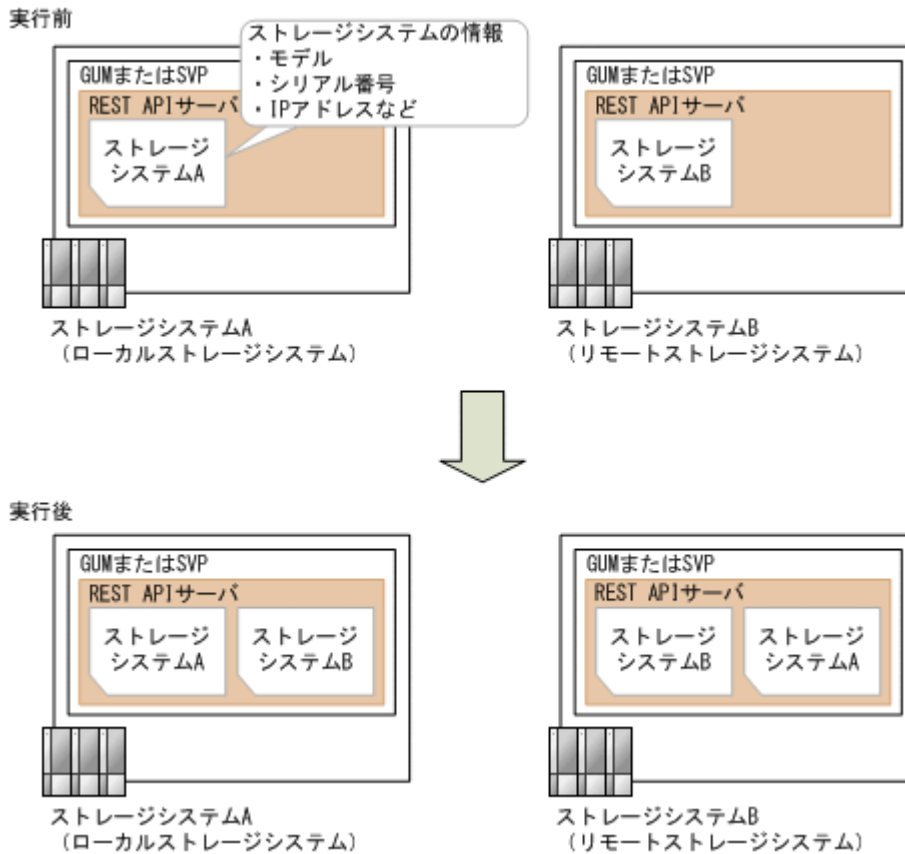 実行前
ストレージシステムの情報
・モデル
・シリアル番号
・IPアドレスなど
GUMまたはSVP
REST APIサーバ
ストレージ
システムA
ストレージシステムA
（ローカルストレージシステム）
GUMまたはSVP
REST APIサーバ
ストレージ
システムB
ストレージシステムB
（リモートストレージシステム）
実行後
GUMまたはSVP
REST APIサーバ
ストレージ
システムA
ストレージ
システムB
ストレージシステムA
（ローカルストレージシステム）
GUMまたはSVP
REST APIサーバ
ストレージ
システムB
ストレージ
システムA
ストレージシステムB
（リモートストレージシステム）